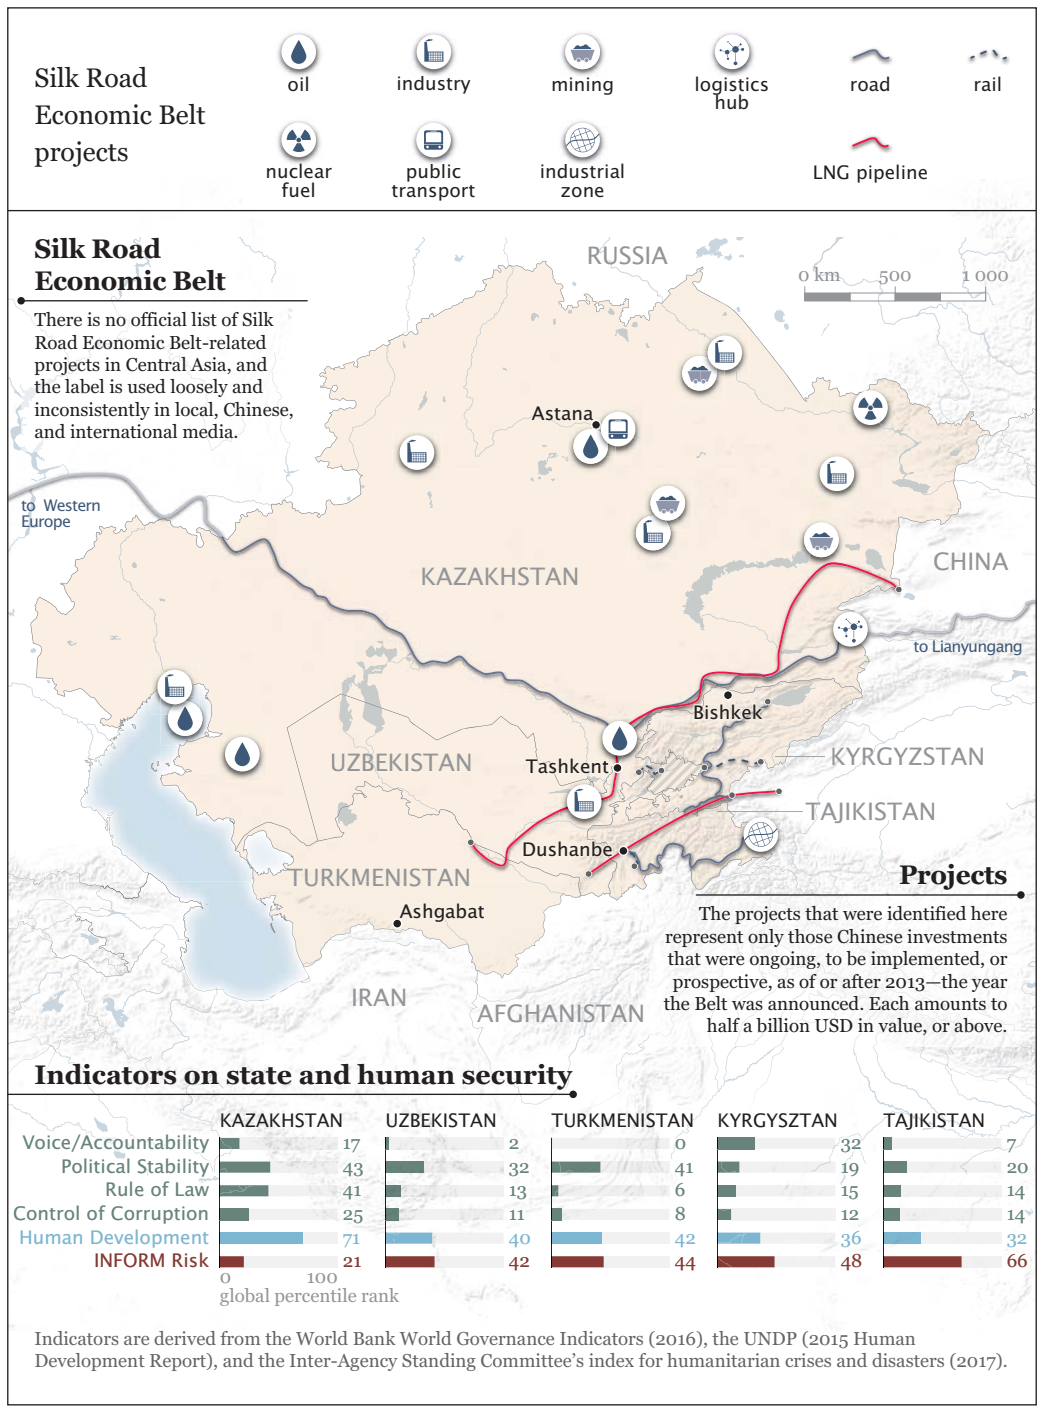 Silk Road
Economic Belt
projects
oil
industry
mining
logistics
hub
road
rail
nuclear
fuel
public
transport
industrial
zone
LNG pipeline
Silk Road
Economic Belt
There is no official list of Silk
Road Economic Belt-related
projects in Central Asia, and
the label is used loosely and
inconsistently in local, Chinese,
and international media.
RUSSIA
0 km 500 1 000
Astana
to Western
Europe
KAZAKHSTAN
CHINA
to Lianyungang
Bishkek
UZBEKISTAN
Tashkent
KYRGYZSTAN
TAJIKISTAN
Dushanbe
TURKMENISTAN
Ashgabat
IRAN
AFGHANISTAN
Projects
The projects that were identified here
represent only those Chinese investments
that were ongoing, to be implemented, or
prospective, as of or after 2013—the year
the Belt was announced. Each amounts to
half a billion USD in value, or above.
Indicators on state and human security
KAZAKHSTAN UZBEKISTAN TURKMENISTAN KYRGYSZTAN TAJIKISTAN
Voice/Accountability 17 2 0 32 7
Political Stability 43 32 41 19 20
Rule of Law 41 13 6 15 14
Control of Corruption 25 11 8 12 14
Human Development 71 40 42 36 32
INFORM Risk 21 42 44 48 66
0 100
global percentile rank
Indicators are derived from the World Bank World Governance Indicators (2016), the UNDP (2015 Human
Development Report), and the Inter-Agency Standing Committee's index for humanitarian crises and disasters (2017).